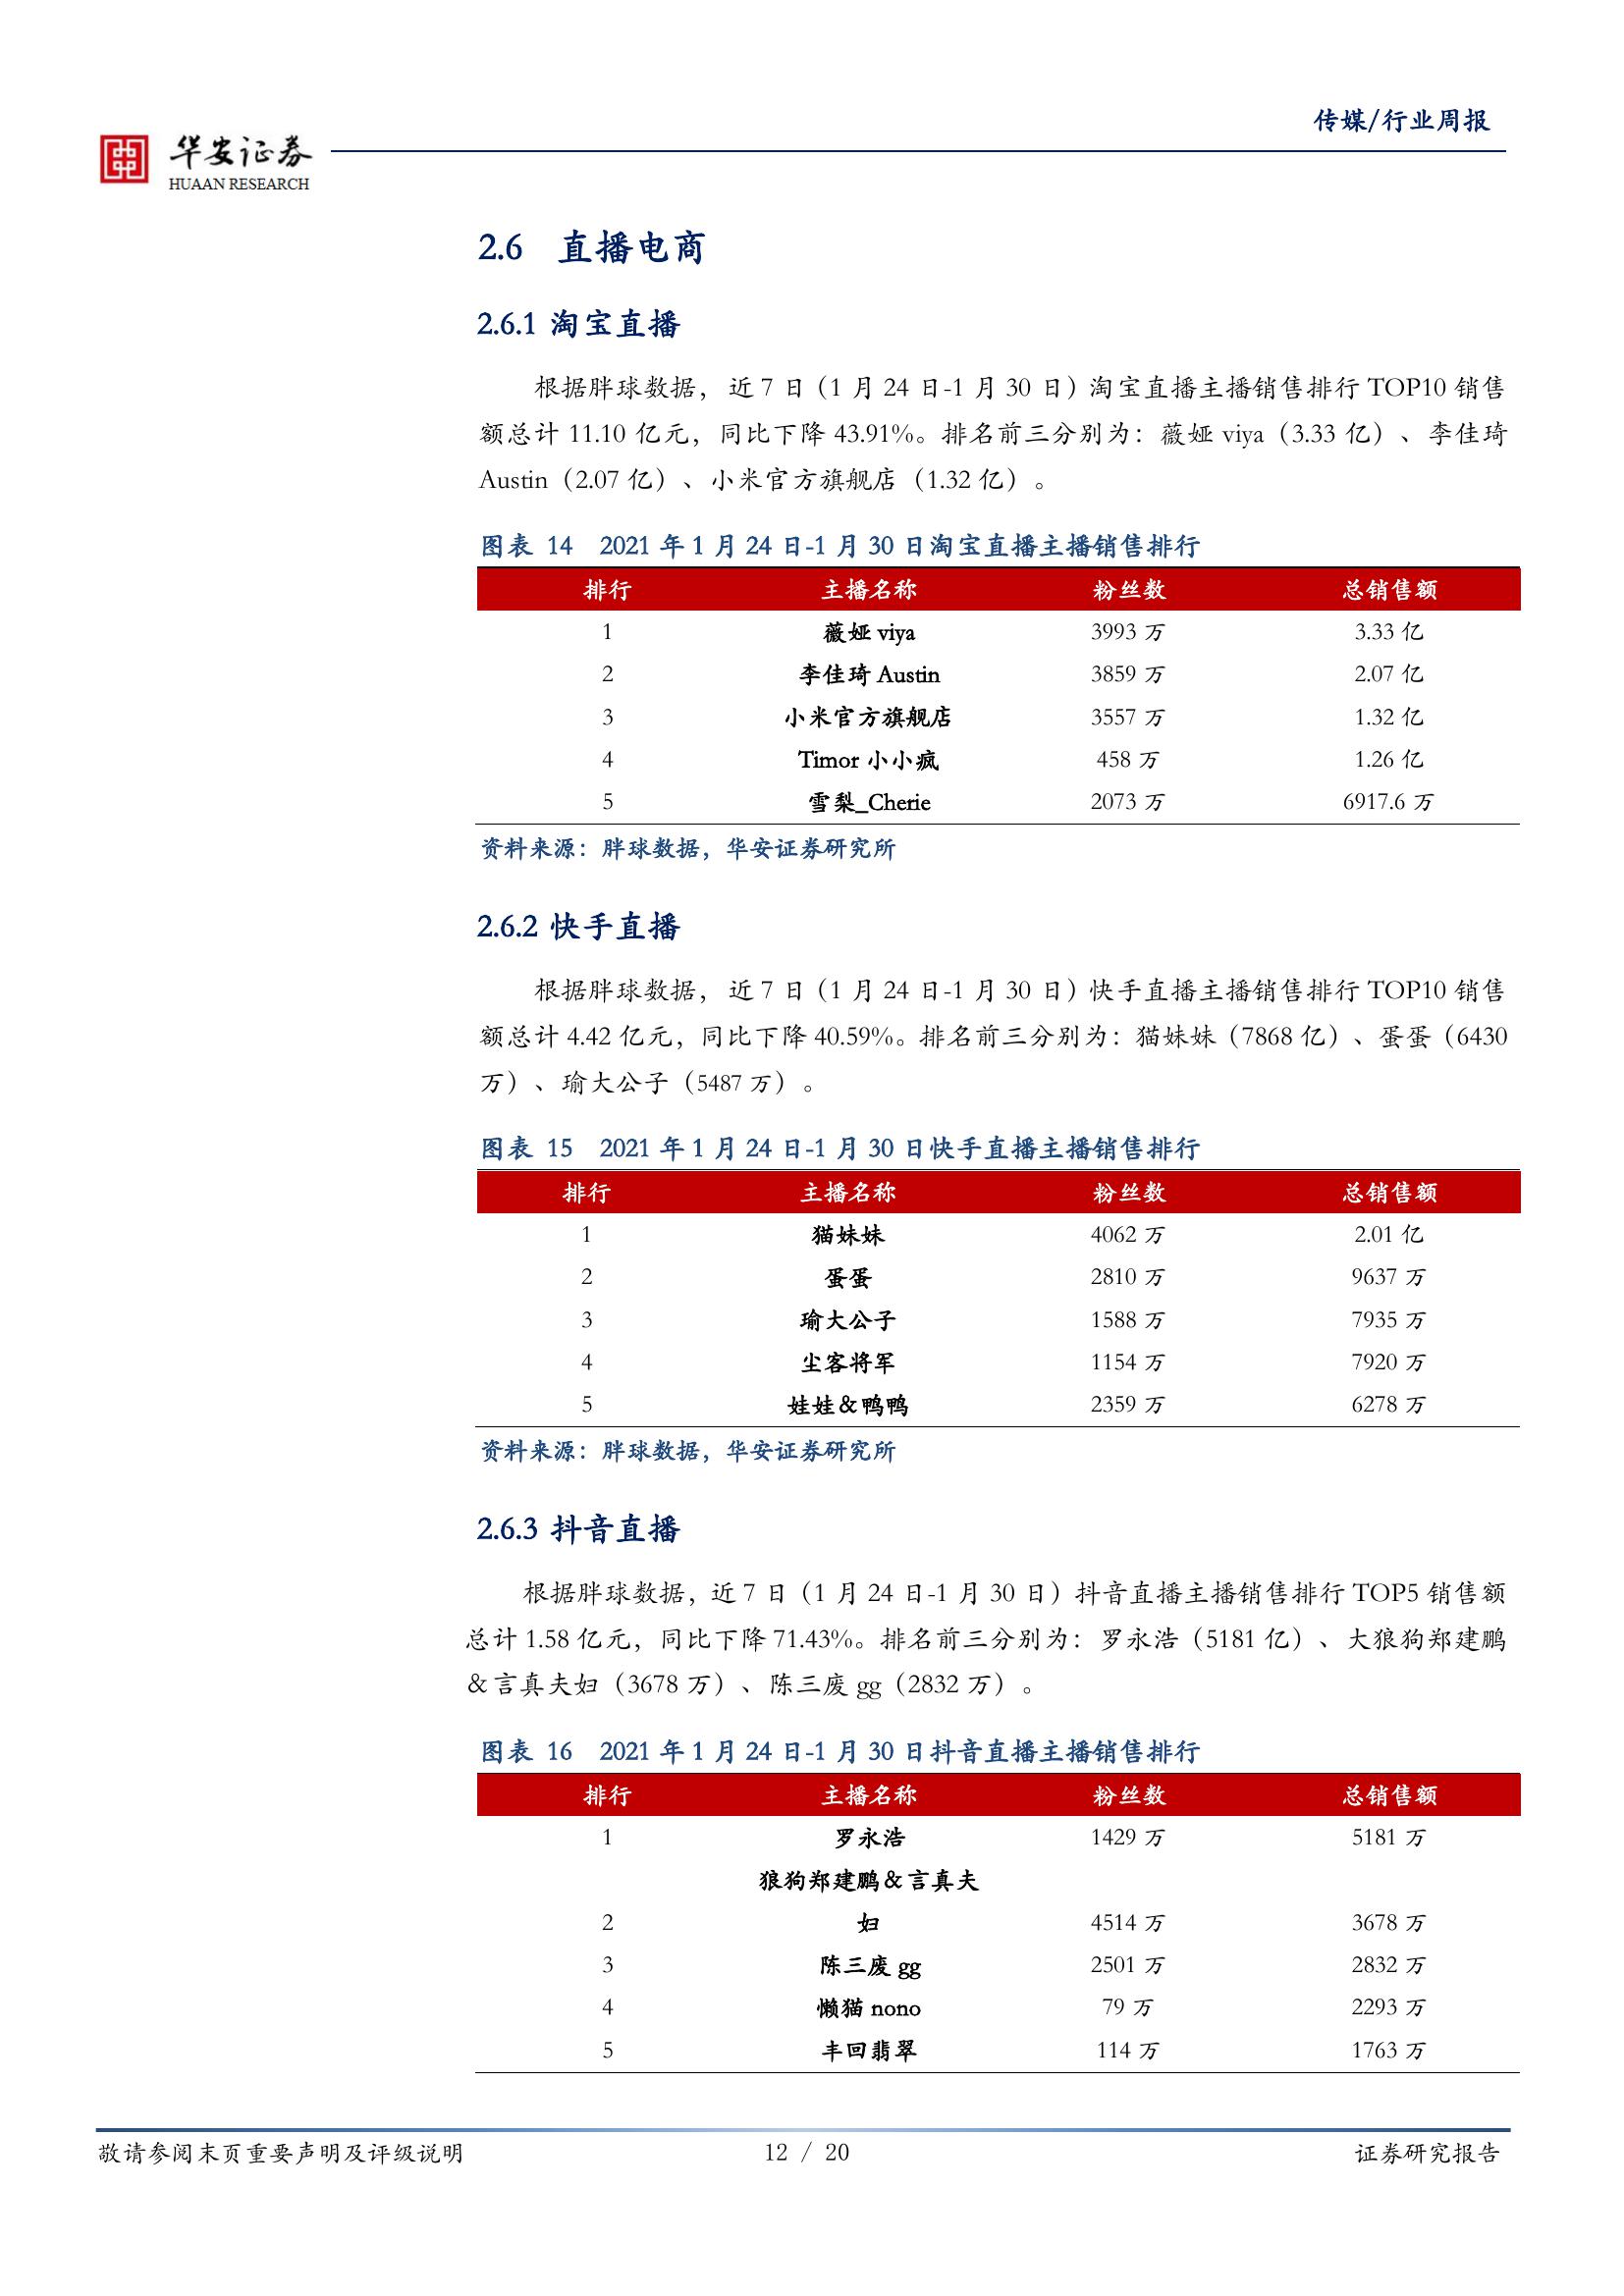 传媒/行业周报
华安证券
HUAAN RESEARCH
2.6 直播电商
2.6.1 淘宝直播
根据胖球数据，近 7 日（1 月 24 日-1 月 30 日）淘宝直播主播销售排行 TOP10 销售
额总计 11.10 亿元，同比下降 43.91%。排名前三分别为：薇娅 viya（3.33 亿）、李佳琦
Austin（2.07 亿）、小米官方旗舰店（1.32 亿）。
图表 14 2021 年 1 月 24 日-1 月 30 日淘宝直播主播销售排行
排行 主播名称 粉丝数 总销售额
1 薇娅 viya 3993 万 3.33 亿
2 李佳琦 Austin 3859 万 2.07 亿
3 小米官方旗舰店 3557 万 1.32 亿
4 Timor 小小疯 458 万 1.26 亿
5 雪梨_Cherie 2073 万 6917.6 万
资料来源：胖球数据，华安证券研究所
2.6.2 快手直播
根据胖球数据，近 7 日（1 月 24 日-1 月 30 日）快手直播主播销售排行 TOP10 销售
额总计 4.42 亿元，同比下降 40.59%。排名前三分别为：猫妹妹（7868 亿）、蛋蛋（6430
万）、瑜大公子（5487 万）。
图表 15 2021 年 1 月 24 日-1 月 30 日快手直播主播销售排行
排行 主播名称 粉丝数 总销售额
1 猫妹妹 4062 万 2.01 亿
2 蛋蛋 2810 万 9637 万
3 瑜大公子 1588 万 7935 万
4 尘客将军 1154 万 7920 万
5 娃娃＆鸭鸭 2359 万 6278 万
资料来源：胖球数据，华安证券研究所
2.6.3 抖音直播
根据胖球数据，近 7 日（1 月 24 日-1 月 30 日）抖音直播主播销售排行 TOP5 销售额
总计 1.58 亿元，同比下降 71.43%。排名前三分别为：罗永浩（5181 亿）、大狼狗郑建鹏
＆言真夫妇（3678 万）、陈三废 gg（2832 万）。
图表 16 2021 年 1 月 24 日-1 月 30 日抖音直播主播销售排行
排行 主播名称 粉丝数 总销售额
1 罗永浩 1429 万 5181 万
狼狗郑建鹏＆言真夫
2 妇 4514 万 3678 万
3 陈三废 gg 2501 万 2832 万
4 懒猫 nono 79 万 2293 万
5 丰回翡翠 114 万 1763 万
敬请参阅末页重要声明及评级说明 12 / 20 证券研究报告